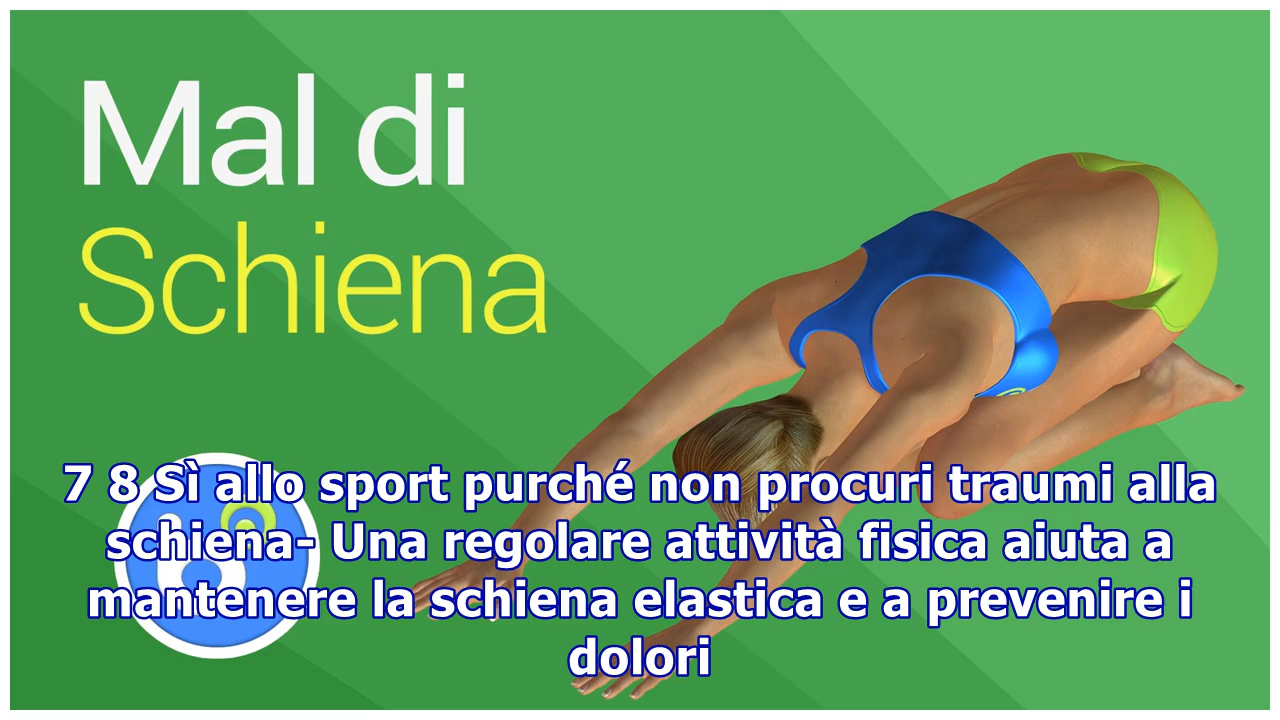 Mal di
Schiena
7 8 Sì allo sport purché non procuri traumi alla
schiena- Una regolare attività fisica aiuta a
mantenere la schiena elastica e a prevenire i
dolori